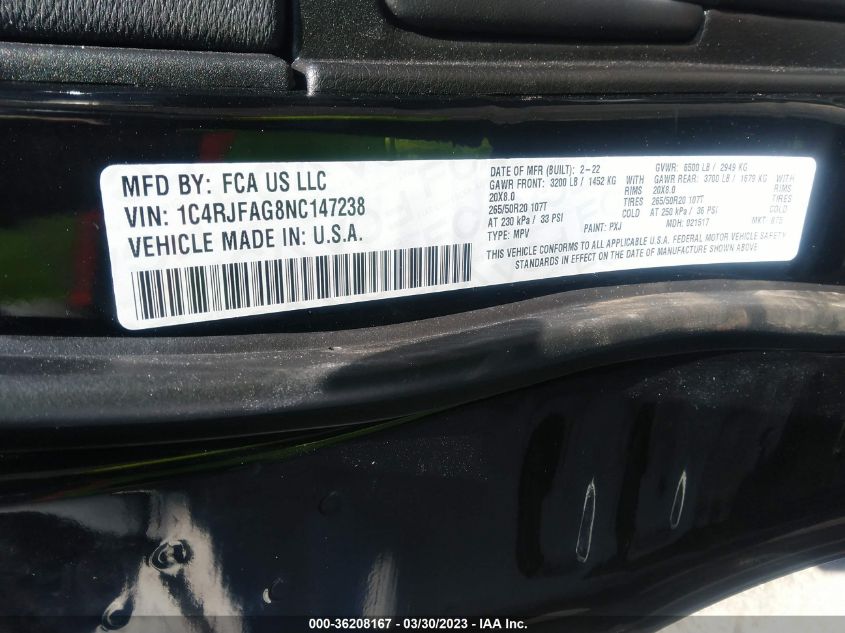 MFD BY: FCA US LLC
VIN: 1C4RJFAG8NC147238
VEHICLE MADE IN: U.S.A.
DATE OF MFR (BUILT): 2-22 GVWR: 6500 LB / 2949 KG
GAWR FRONT: 3200 LB / 1452 KG WITH GAWR REAR: 3700 LB / 1679 KG WITH
20X8.0 RIMS 20X8.0 RIMS
265/50R20 107T TIRES 265/50R20 107T TIRES
AT 230 kPa / 33 PSI AT 250 kPa / 36 PSI
TYPE: MPV PAINT: PXJ MDH: 021517 MKT:
THIS VEHICLE CONFORMS TO ALL APPLICABLE U.S.A. FEDERAL MOTOR VEHICLE SAFETY
STANDARDS IN EFFECT ON THE DATE OF MANUFACTURE SHOWN ABOVE
000-36208167 - 03/30/2023 - IAA Inc.